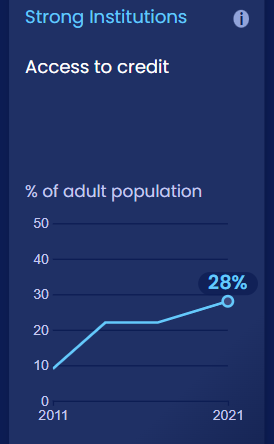 Strong Institutions
i
Access to credit
% of adult population
50
40
30
28%
20
10
0
2011 2021